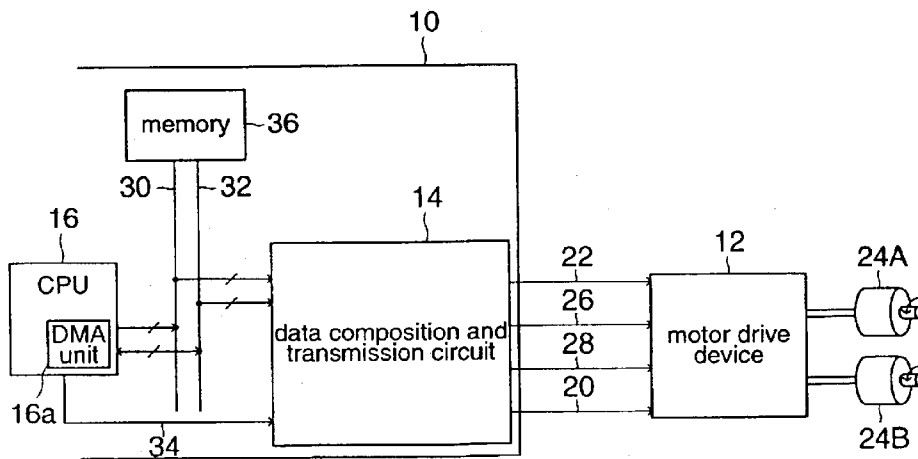 10
memory
36
30
32
16
14
CPU
DMA
unit
16a
34
data composition and
transmission circuit
22
26
28
20
12
motor drive
device
24A
24B